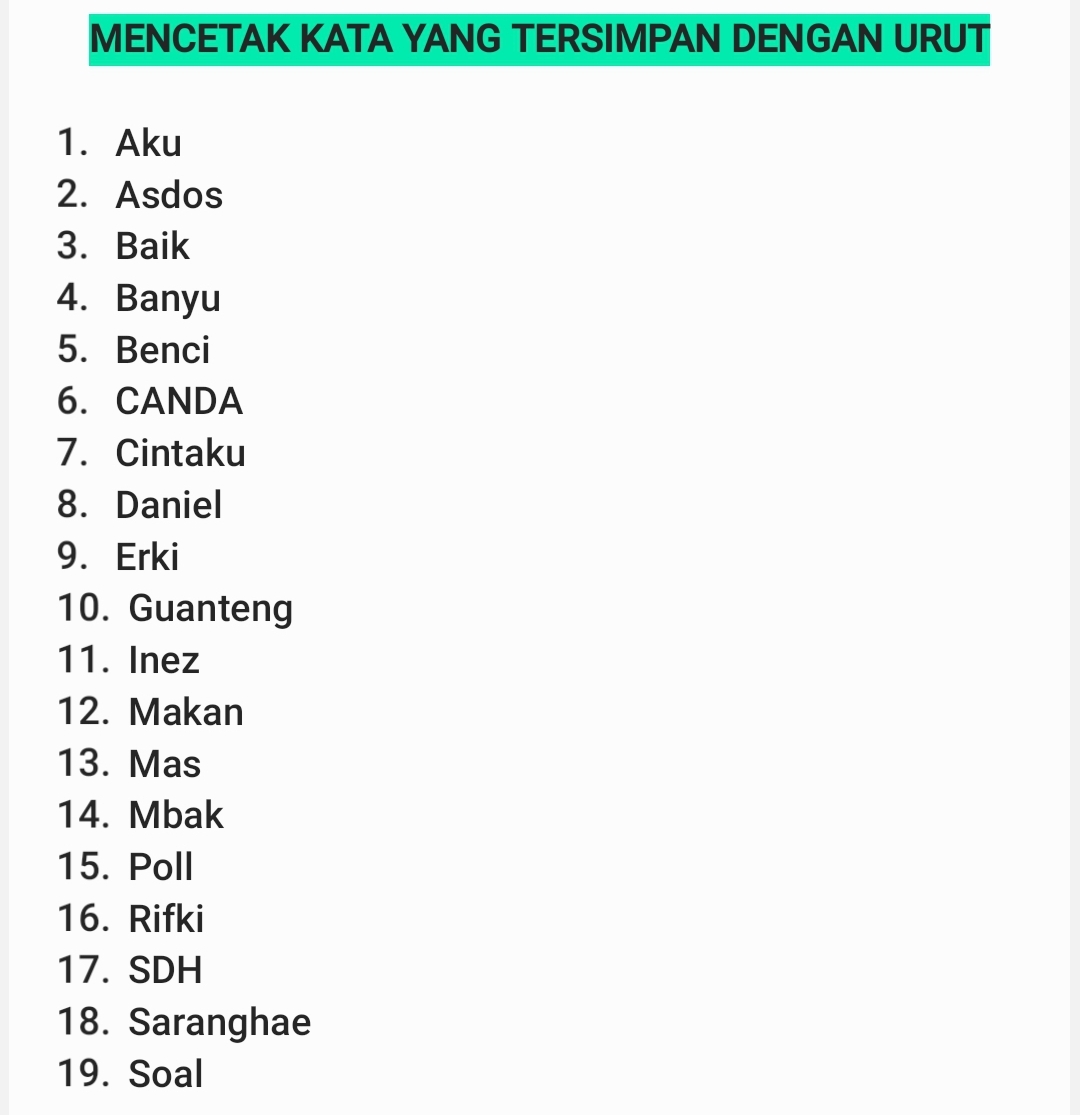 MENCETAK KATA YANG TERSIMPAN DENGAN URUT
1. Aku
2. Asdos
3. Baik
4. Banyu
5. Benci
6. CANDA
7. Cintaku
8. Daniel
9. Erki
10. Guanteng
11. Inez
12. Makan
13. Mas
14. Mbak
15. Poll
16. Rifki
17. SDH
18. Saranghae
19. Soal